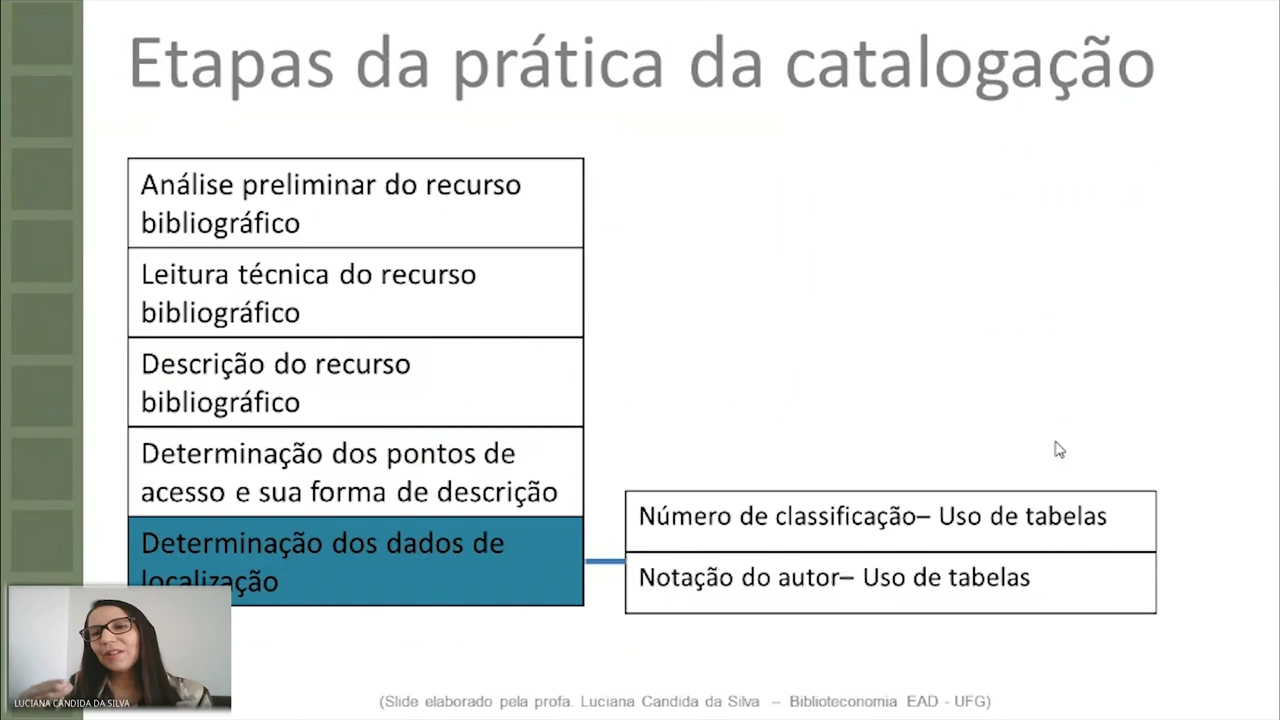 Etapas da prática da catalogação
Análise preliminar do recurso
bibliográfico
Leitura técnica do recurso
bibliográfico
Descrição do recurso
bibliográfico
Determinação dos pontos de
acesso e sua forma de descrição
Determinação dos dados de
localização
Número de classificação– Uso de tabelas
Notação do autor– Uso de tabelas
LUCIANA CANDIDA DA SILVA
(Slide elaborado pela profa. Luciana Candida da Silva – Biblioteconomia EAD - UFG)